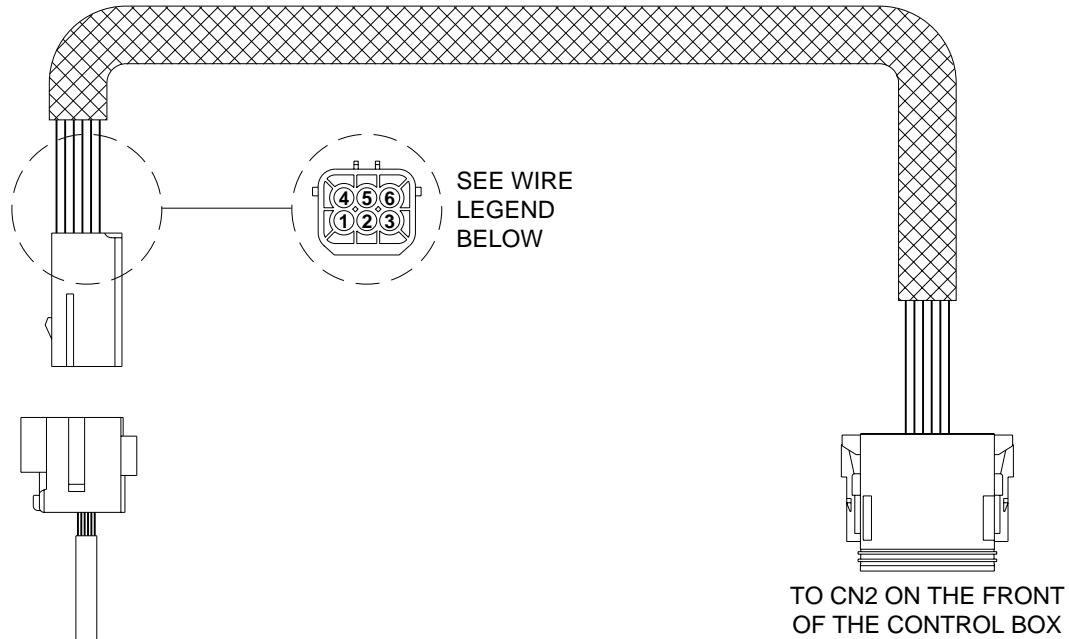 4 5 6
1 2 3
SEE WIRE
LEGEND
BELOW
TO CN2 ON THE FRONT
OF THE CONTROL BOX